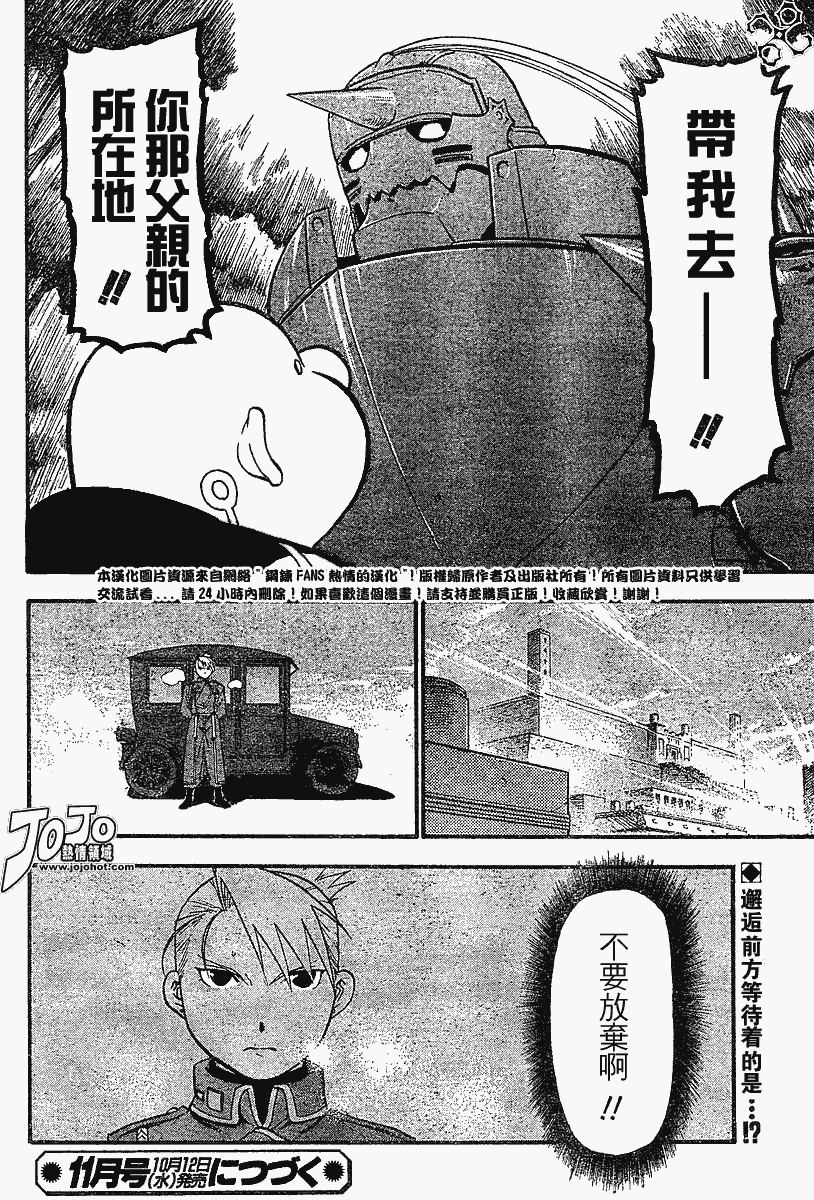 帶我去——!!
你那父親的
所在地!!
本漢化圖片資源來自網絡"鋼鍊FANS熱情的漢化"！版權歸原作者及出版社所有！所有圖片資料只供學習
交流試看...請24小時內刪除！如果喜歡這個漫畫！請支持並購買正版！收藏欣賞！謝謝！
JOJO
熱情領域
www.jojohot.com
不要放棄啊!!
◆邂逅前方等待着的是…!?
11月号10月12日(水)発売につづく